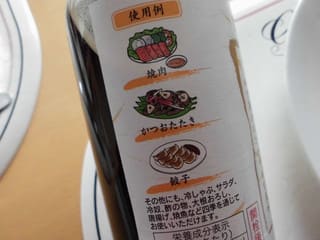 使用例
焼肉
かつおたたき
餃子
その他にも、冷しゃぶ、サラダ、
冷奴、酢の物、大根おろし、
唐揚げ、焼魚など四季を通じて
お使いいただけます。
栄養成分表示